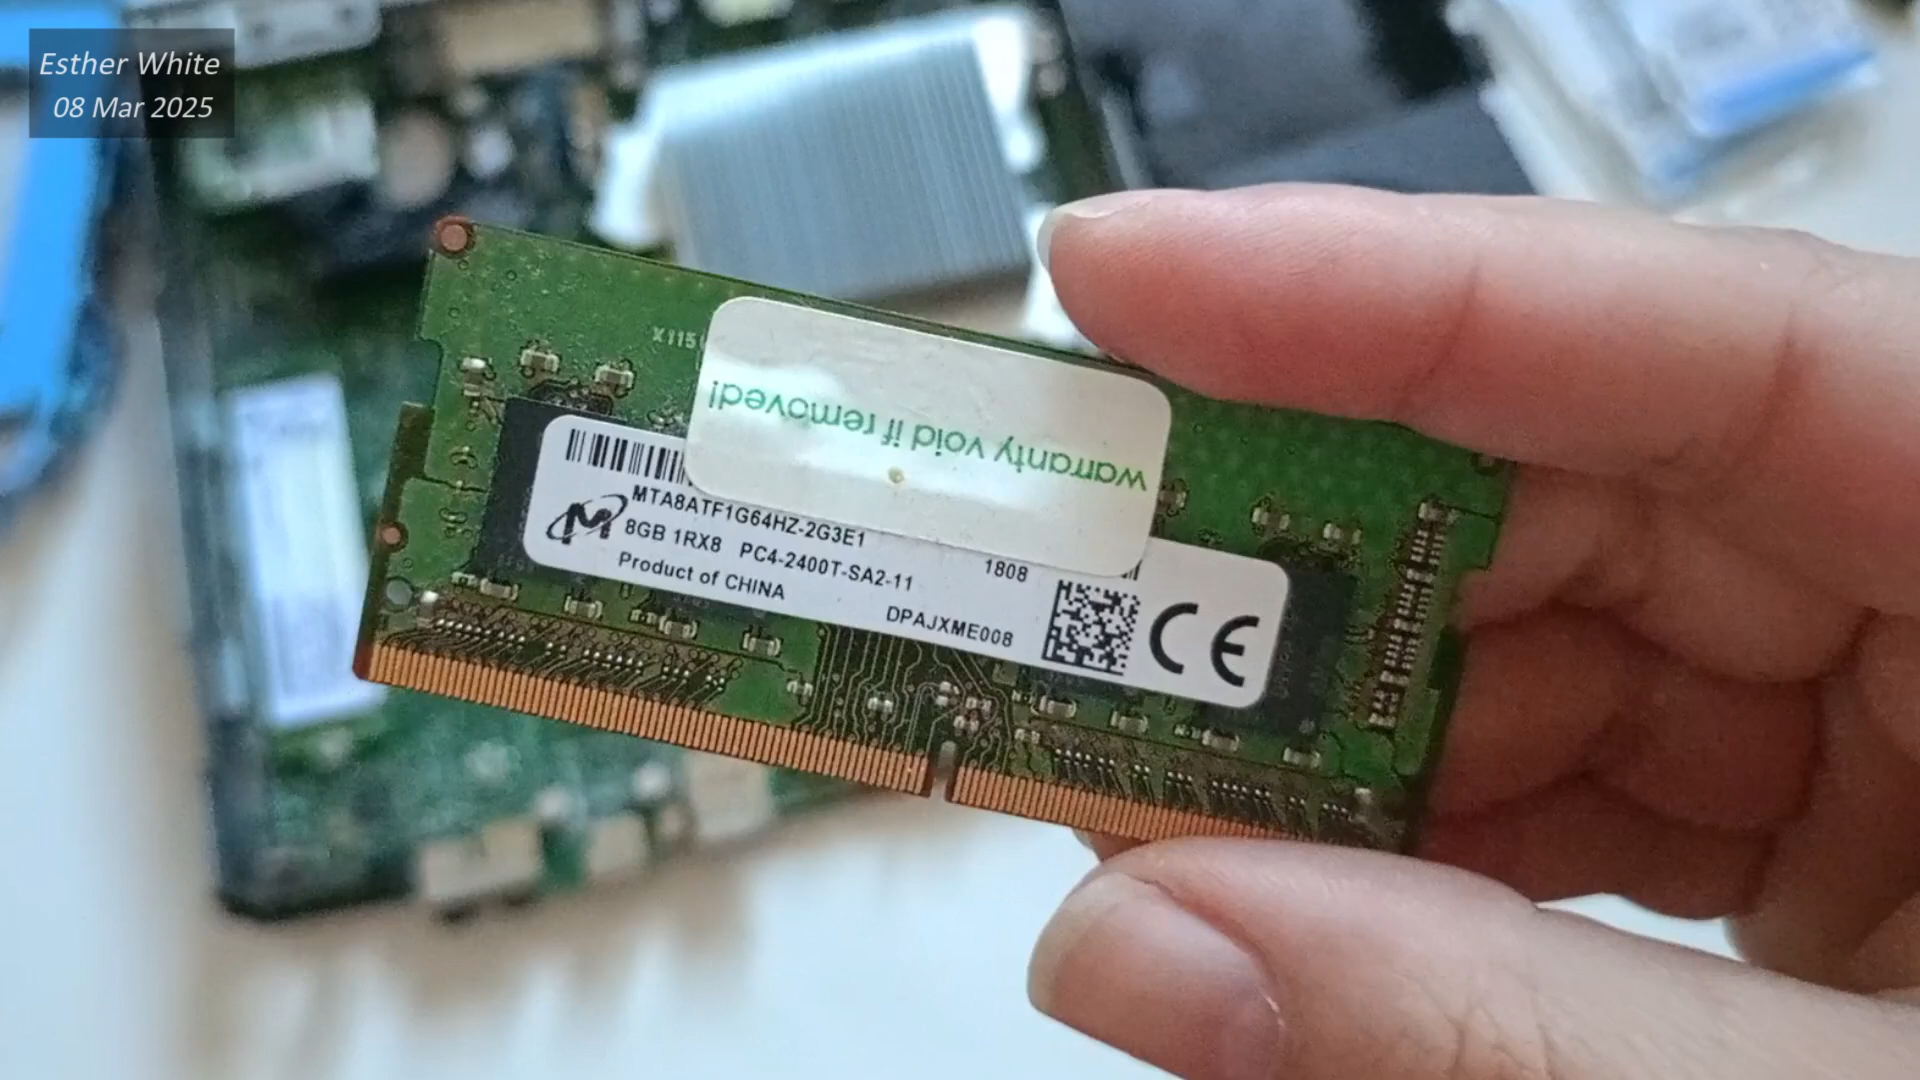 Esther White
08 Mar 2025
X115
warranty void if removed!
MTA8ATF1G64HZ-2G3E1
8GB 1RX8 PC4-2400T-SA2-11
1808
Product of CHINA
DPAJXME008
CE